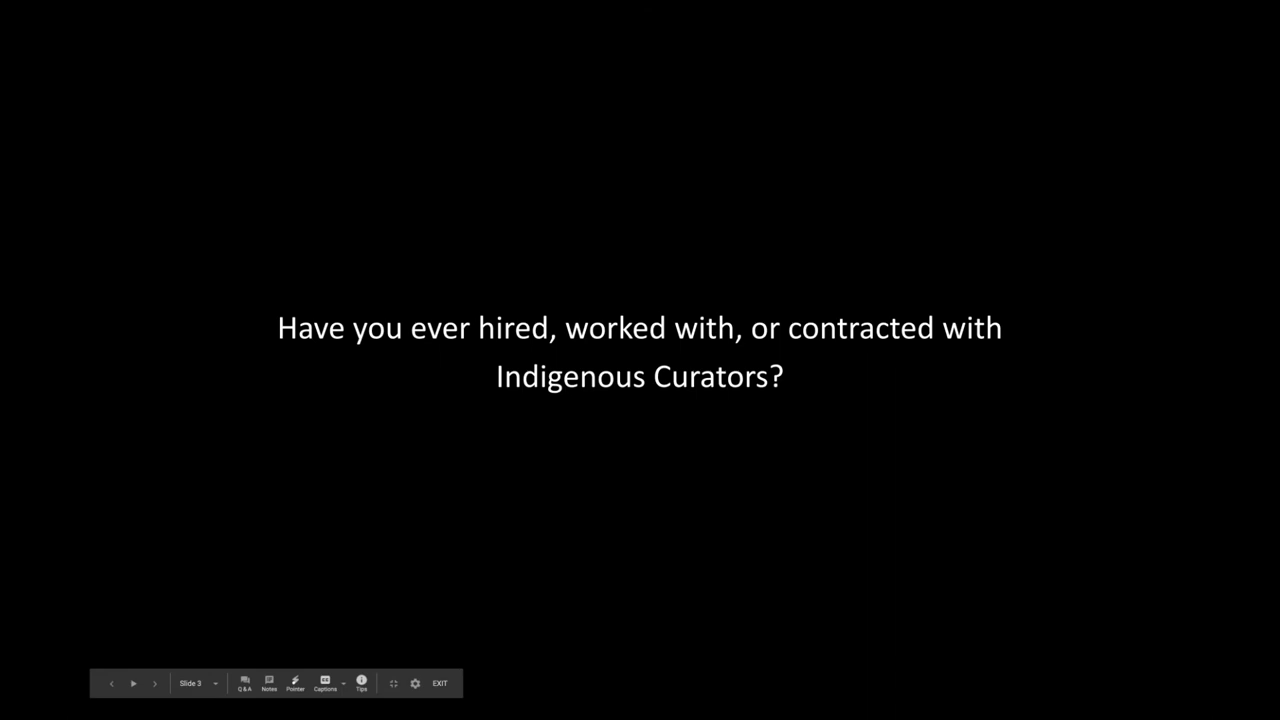 Have you ever hired, worked with, or contracted with
Indigenous Curators?
Slide 3
Q & A
Notes
Pointer
Captions
Tips
EXIT